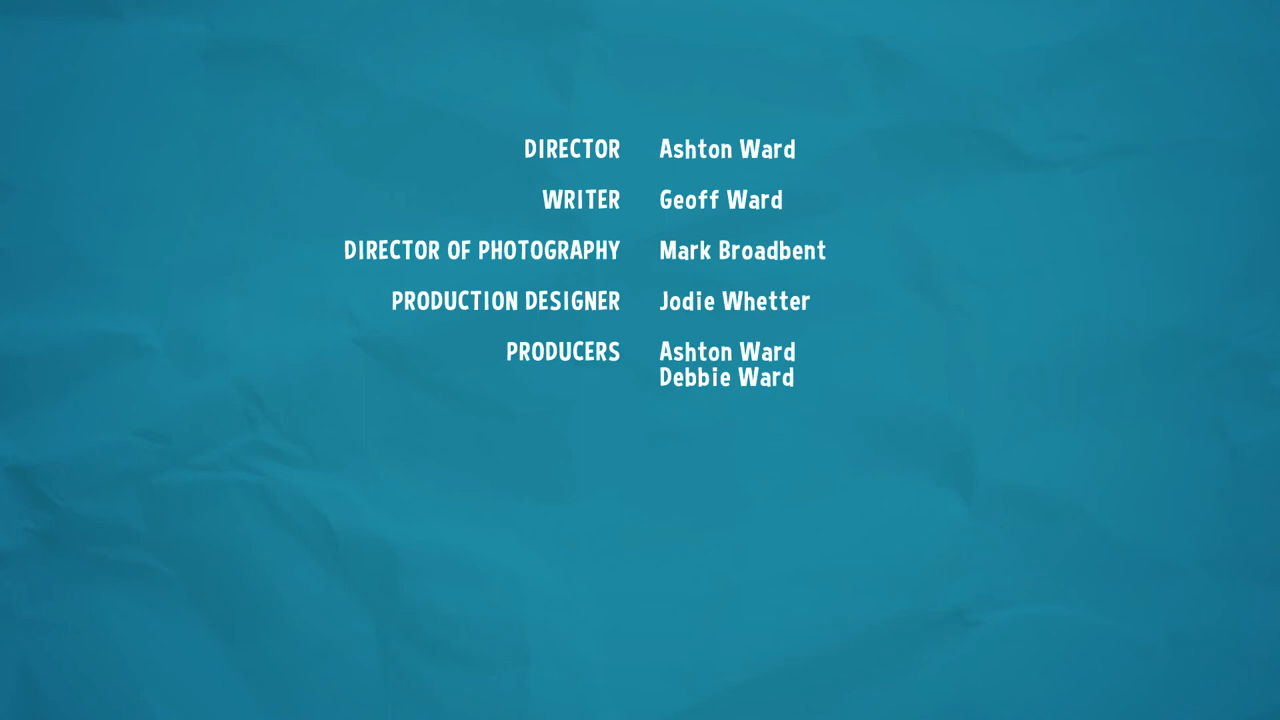 DIRECTOR Ashton Ward
WRITER Geoff Ward
DIRECTOR OF PHOTOGRAPHY Mark Broadbent
PRODUCTION DESIGNER Jodie Whetter
PRODUCERS Ashton Ward
Debbie Ward